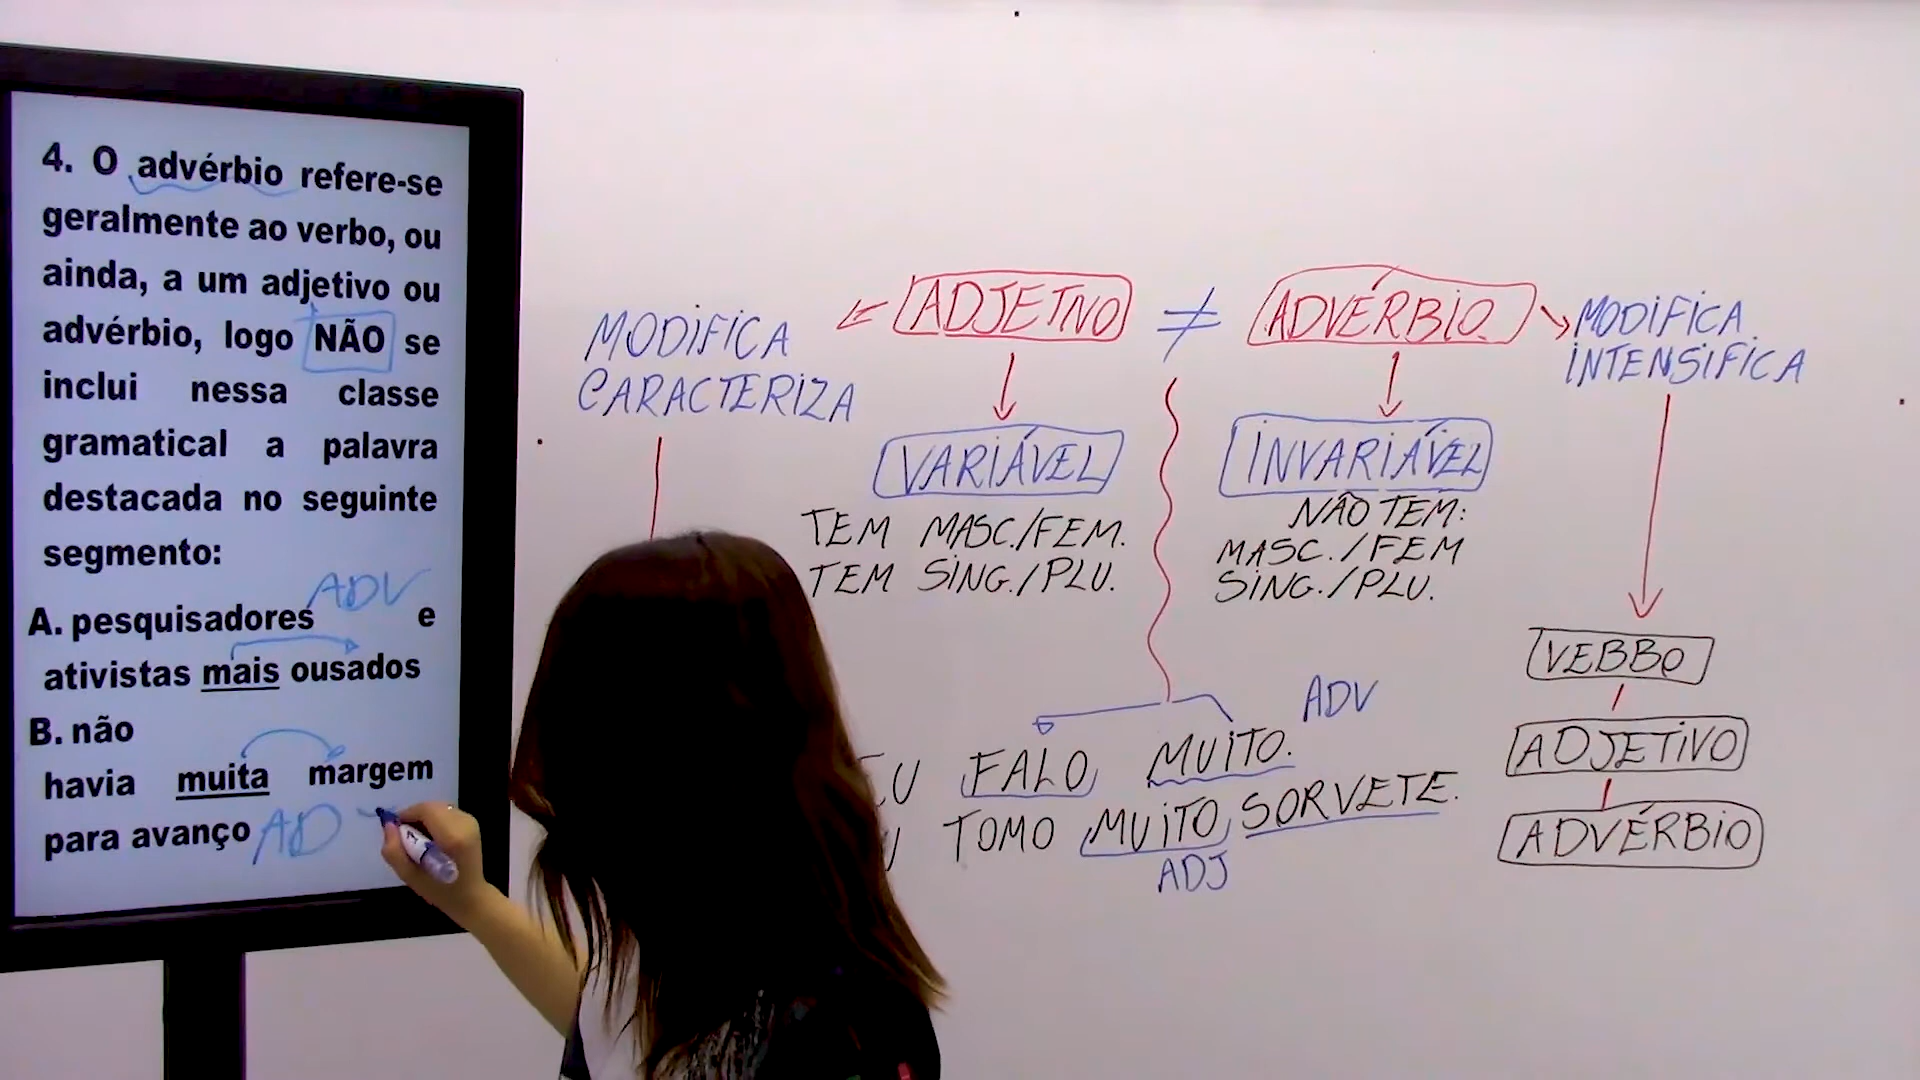 4. O advérbio refere-se
geralmente ao verbo, ou
ainda, a um adjetivo ou
advérbio, logo NÃO se
inclui nessa classe
gramatical a palavra
destacada no seguinte
segmento:
ADV
A. pesquisadores e
ativistas mais ousados
B. não
havia muita margem
para avanço AD
MODIFICA
CARACTERIZA
ADJETIVO ≠ ADVÉRBIO
MODIFICA
INTENSIFICA
VARIÁVEL
TEM MASC./FEM.
TEM SING./PLU.
INVARIÁVEL
NÃO TEM:
MASC./FEM
SING./PLU.
ADV
EU FALO MUITO.
U TOMO MUITO SORVETE.
ADJ
VEBBO
ADJETIVO
ADVÉRBIO